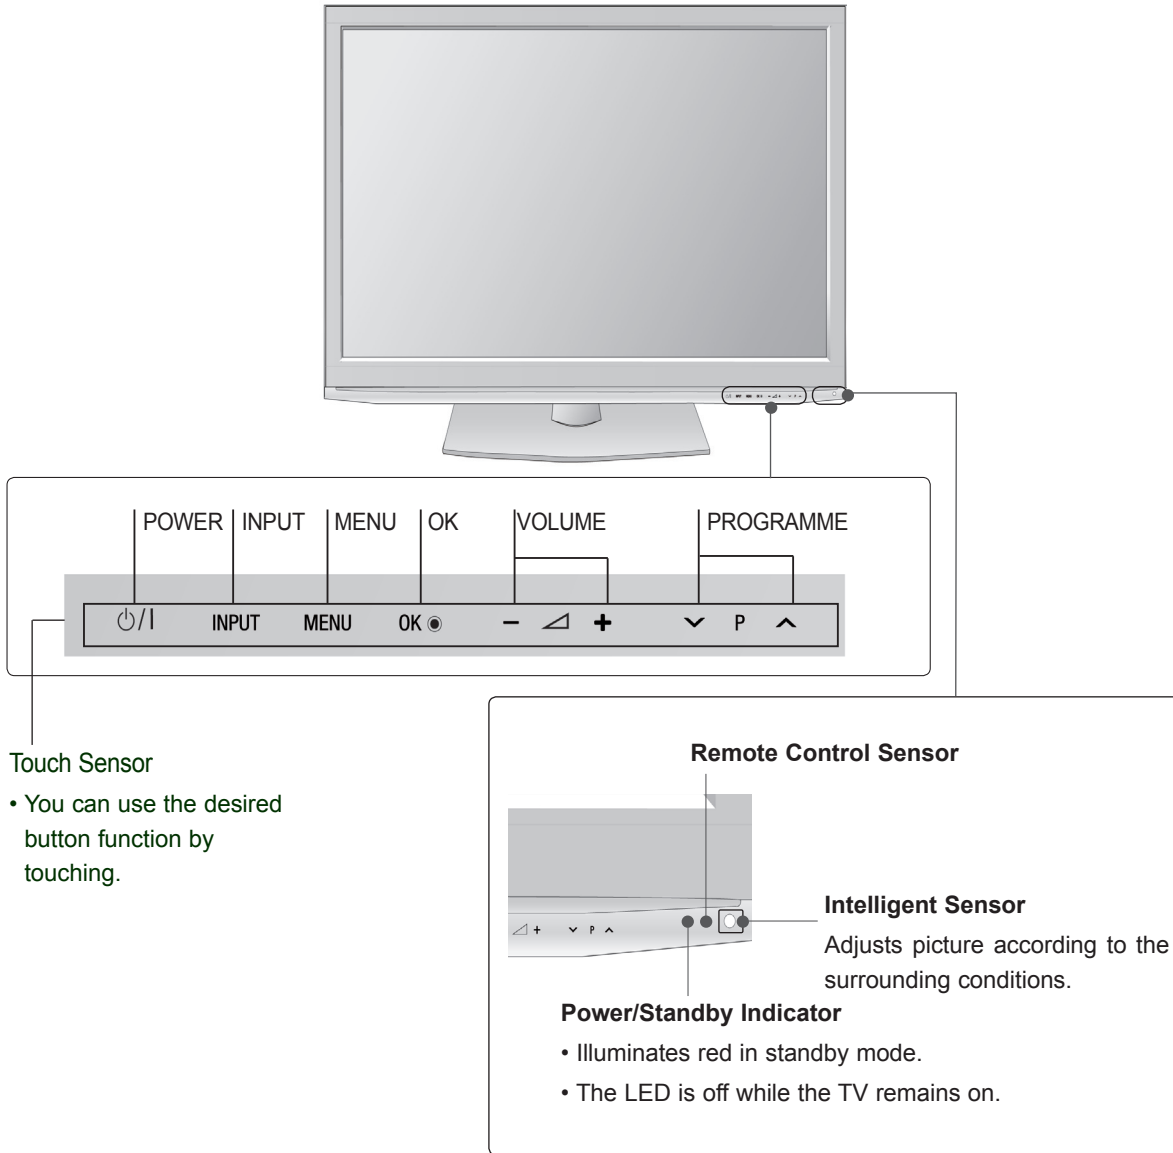 POWER INPUT MENU OK VOLUME PROGRAMME
⏻/I INPUT MENU OK ◉ - + P
Touch Sensor
• You can use the desired
button function by
touching.
Remote Control Sensor
+ P
Intelligent Sensor
Adjusts picture according to the
surrounding conditions.
Power/Standby Indicator
• Illuminates red in standby mode.
• The LED is off while the TV remains on.